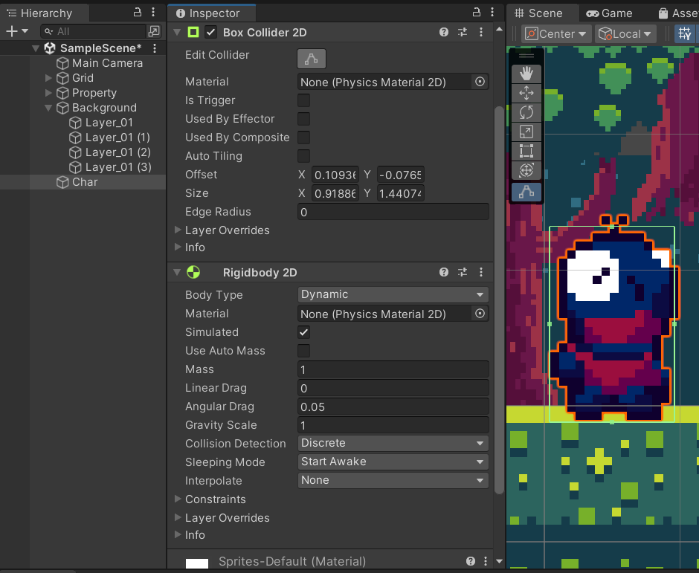 Hierarchy
All
SampleScene*
Main Camera
Grid
Property
Background
Layer_01
Layer_01 (1)
Layer_01 (2)
Layer_01 (3)
Char
Inspector
Box Collider 2D
Edit Collider
Material None (Physics Material 2D)
Is Trigger
Used By Effector
Used By Composite
Auto Tiling
Offset X 0.1093 Y -0.0765
Size X 0.9188 Y 1.44074
Edge Radius 0
Layer Overrides
Info
Rigidbody 2D
Body Type Dynamic
Material None (Physics Material 2D)
Simulated
Use Auto Mass
Mass 1
Linear Drag 0
Angular Drag 0.05
Gravity Scale 1
Collision Detection Discrete
Sleeping Mode Start Awake
Interpolate None
Constraints
Layer Overrides
Info
Sprites-Default (Material)
Scene Game Asse
Center Local